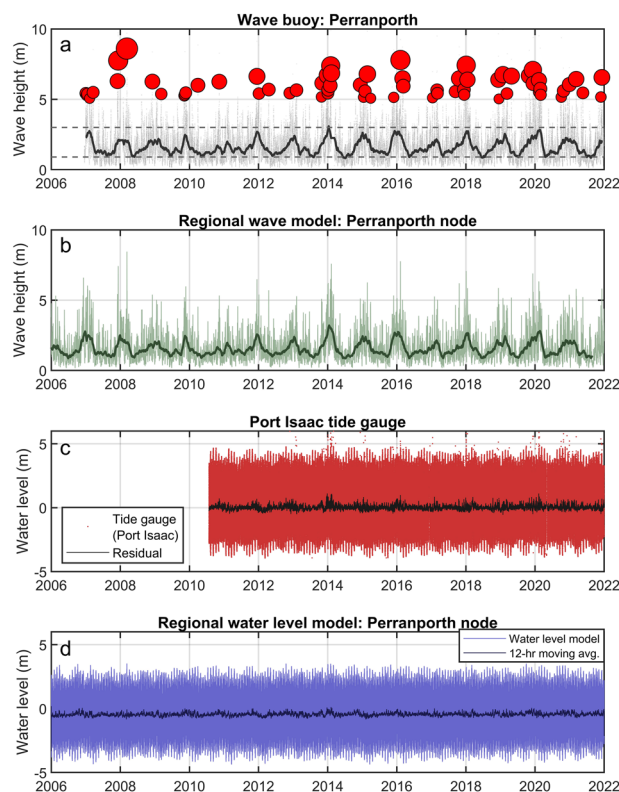 Wave buoy: Perranporth
a
Wave height (m)
10
5
0
2006 2008 2010 2012 2014 2016 2018 2020 2022
Regional wave model: Perranporth node
b
Wave height (m)
10
5
0
2006 2008 2010 2012 2014 2016 2018 2020 2022
Port Isaac tide gauge
c
Water level (m)
5
0
-5
Tide gauge
(Port Isaac)
Residual
2006 2008 2010 2012 2014 2016 2018 2020 2022
Regional water level model: Perranporth node
d
Water level (m)
5
0
-5
Water level model
12-hr moving avg.
2006 2008 2010 2012 2014 2016 2018 2020 2022